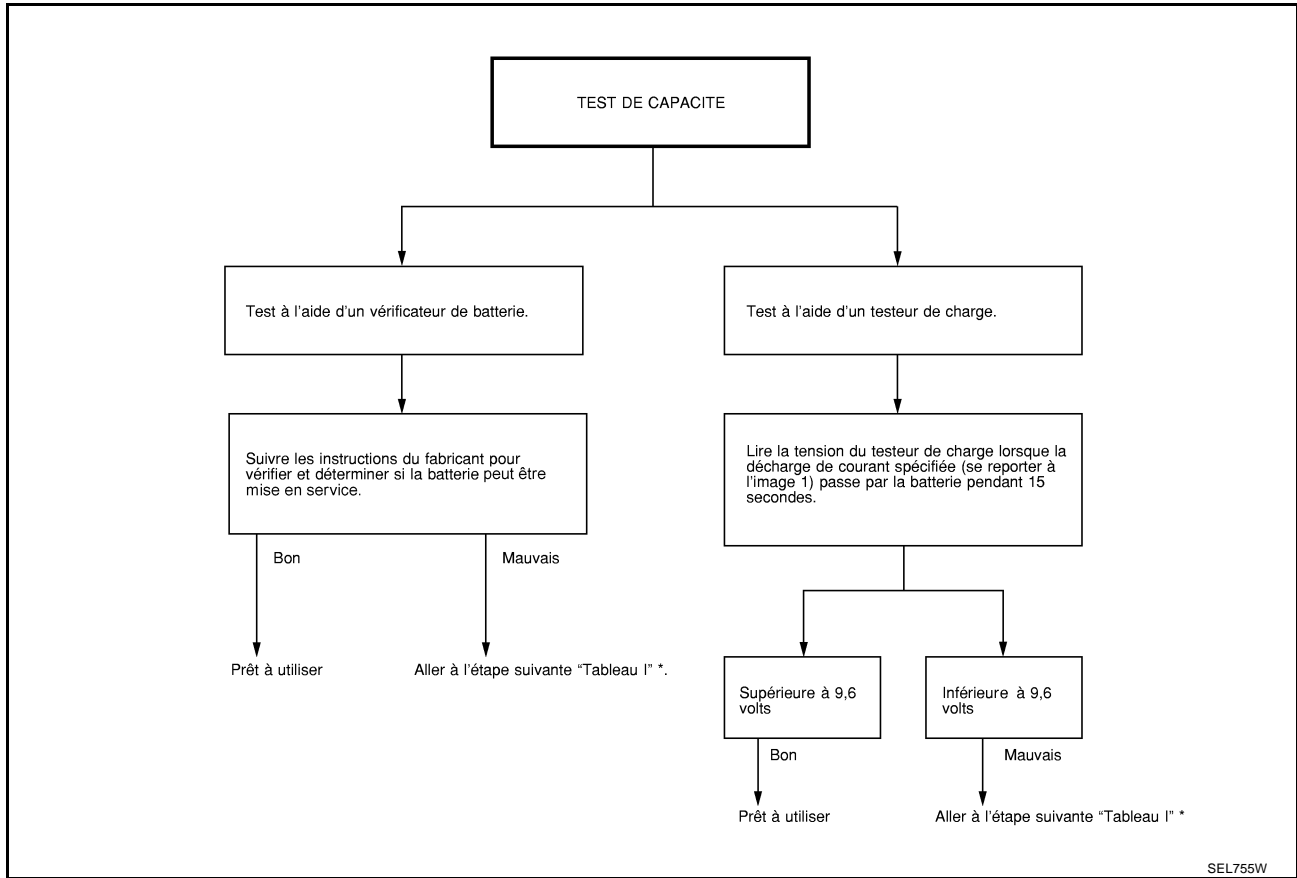 TEST DE CAPACITE
Test à l'aide d'un vérificateur de batterie.
Test à l'aide d'un testeur de charge.
Suivre les instructions du fabricant pour
vérifier et déterminer si la batterie peut être
mise en service.
Lire la tension du testeur de charge lorsque la
décharge de courant spécifiée (se reporter à
l'image 1) passe par la batterie pendant 15
secondes.
Bon
Mauvais
Prêt à utiliser
Aller à l'étape suivante “Tableau I” *.
Supérieure à 9,6
volts
Inférieure à 9,6
volts
Bon
Mauvais
Prêt à utiliser
Aller à l'étape suivante “Tableau I” *
SEL755W